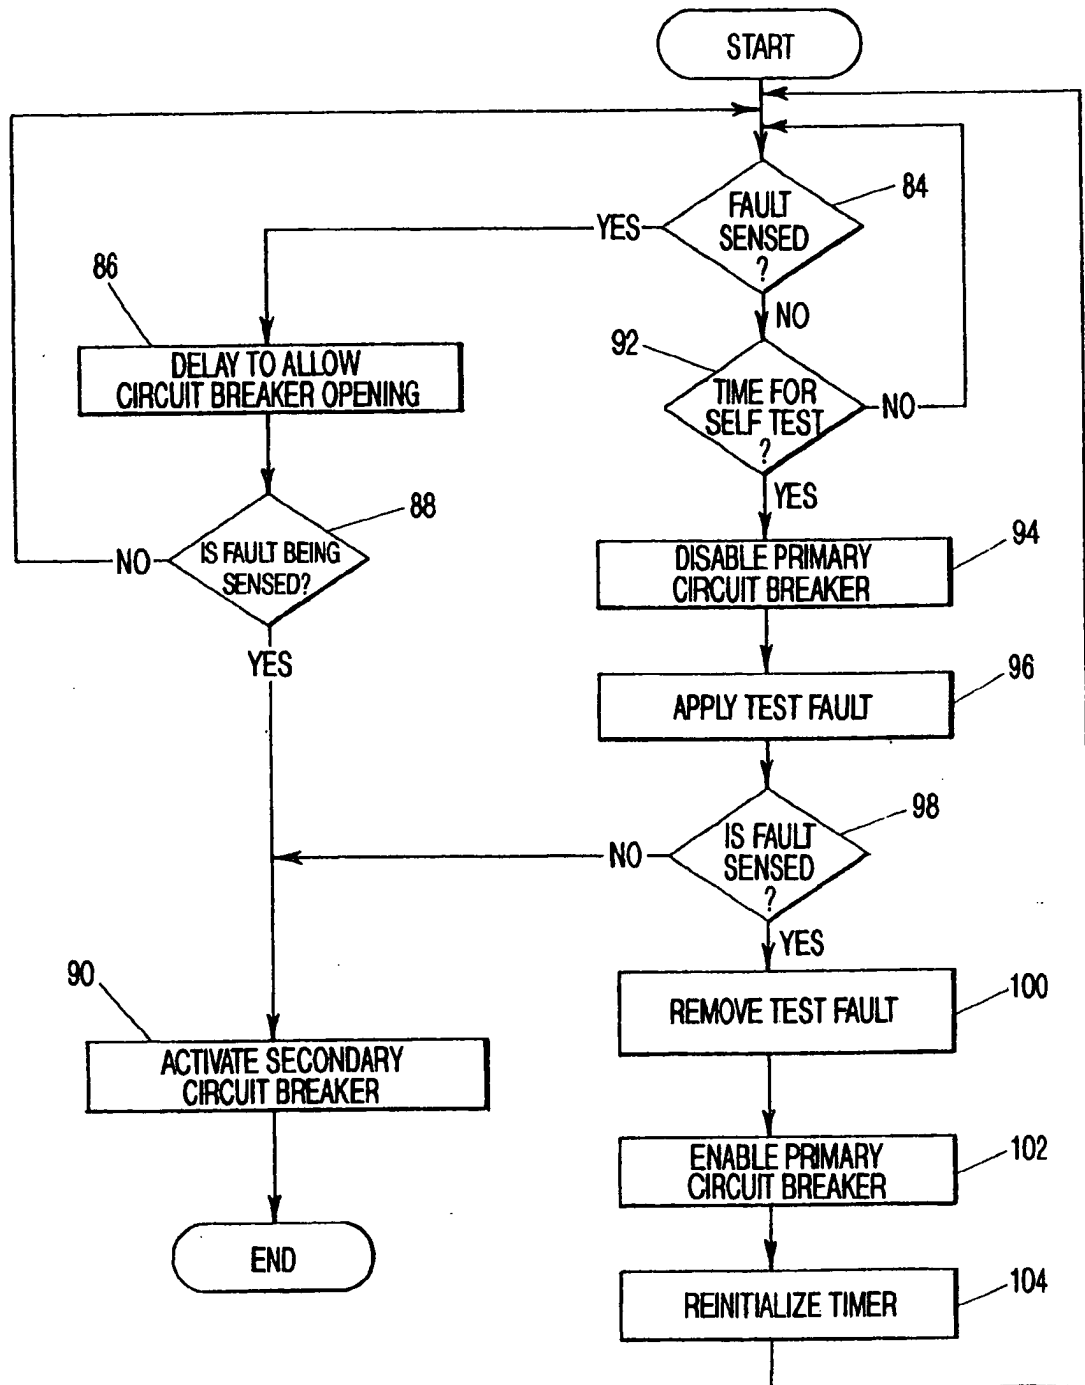 START
FAULT
SENSED
?
84
YES
NO
86
DELAY TO ALLOW
CIRCUIT BREAKER OPENING
92
TIME FOR
SELF TEST
?
NO
YES
88
IS FAULT BEING
SENSED?
NO
YES
94
DISABLE PRIMARY
CIRCUIT BREAKER
96
APPLY TEST FAULT
98
IS FAULT
SENSED
?
NO
YES
90
ACTIVATE SECONDARY
CIRCUIT BREAKER
100
REMOVE TEST FAULT
102
ENABLE PRIMARY
CIRCUIT BREAKER
END
104
REINITIALIZE TIMER